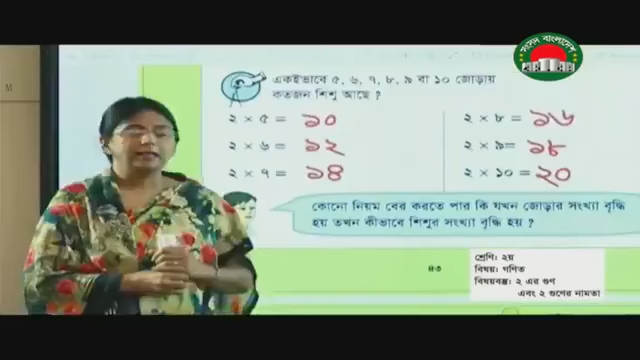 সংসদ বাংলাদেশ
একইভাবে ৫, ৬, ৭, ৮, ৯ বা ১০ জোড়ায়
কতজন শিশু আছে ?
২ × ৫ = ১০
২ × ৬ = ১২
২ × ৭ = ১৪
২ × ৮ = ১৬
২ × ৯= ১৮
২ × ১০ = ২০
কোনো নিয়ম বের করতে পার কি যখন জোড়ার সংখ্যা বৃদ্ধি
হয় তখন কীভাবে শিশুর সংখ্যা বৃদ্ধি হয় ?
৪৩
শ্রেণি: ২য়
বিষয়: গণিত
বিষয়বস্তু: ২ এর গুণ
এবং ২ গুণের নামতা